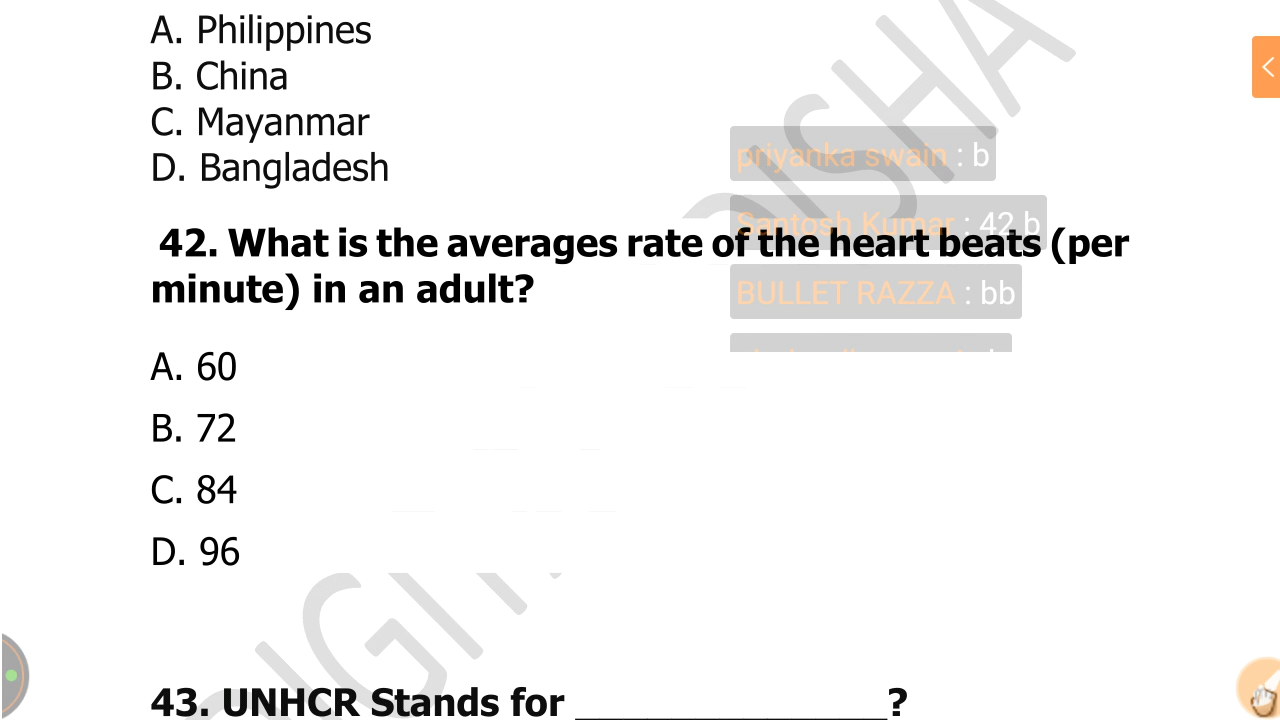 A. Philippines
B. China
C. Mayanmar
D. Bangladesh
priyanka swain : b
Santosh Kumar : 42 b
42. What is the averages rate of the heart beats (per
minute) in an adult?
BULLET RAZZA : bb
A. 60
B. 72
C. 84
D. 96
43. UNHCR Stands for ________________?